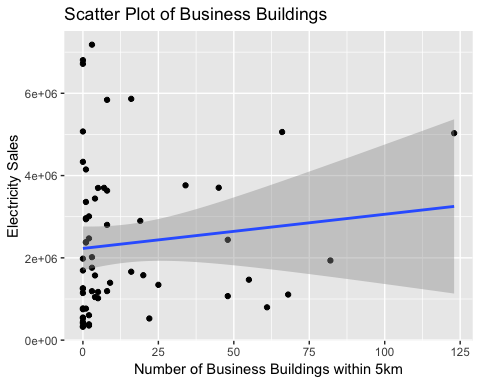 Scatter Plot of Business Buildings
Electricity Sales
6e+06
4e+06
2e+06
0e+00
0 25 50 75 100 125
Number of Business Buildings within 5km